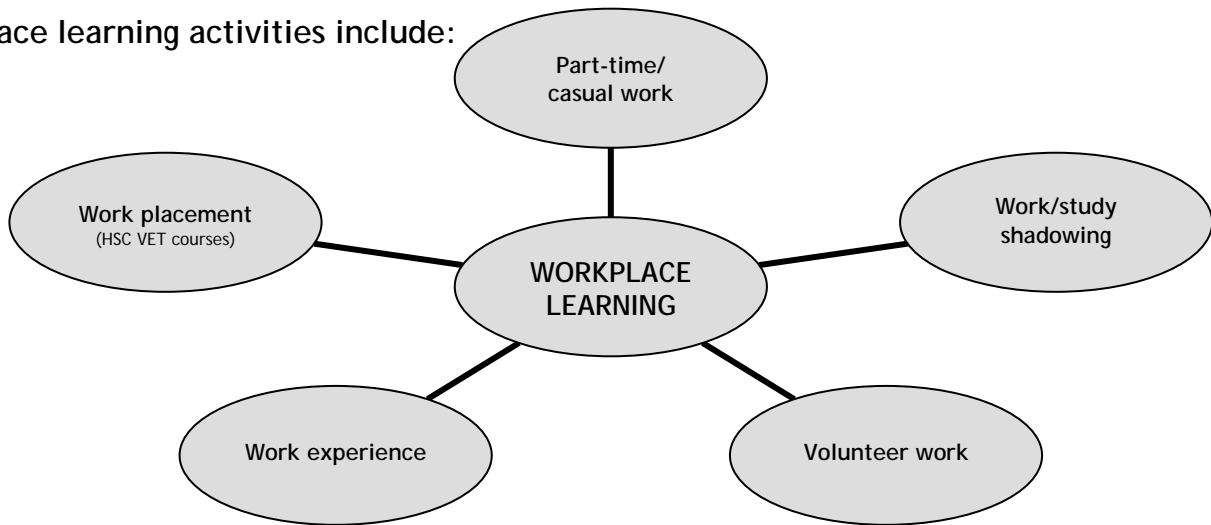 ace learning activities include:
Part-time/
casual work
Work placement
(HSC VET courses)
Work/study
shadowing
WORKPLACE
LEARNING
Work experience
Volunteer work